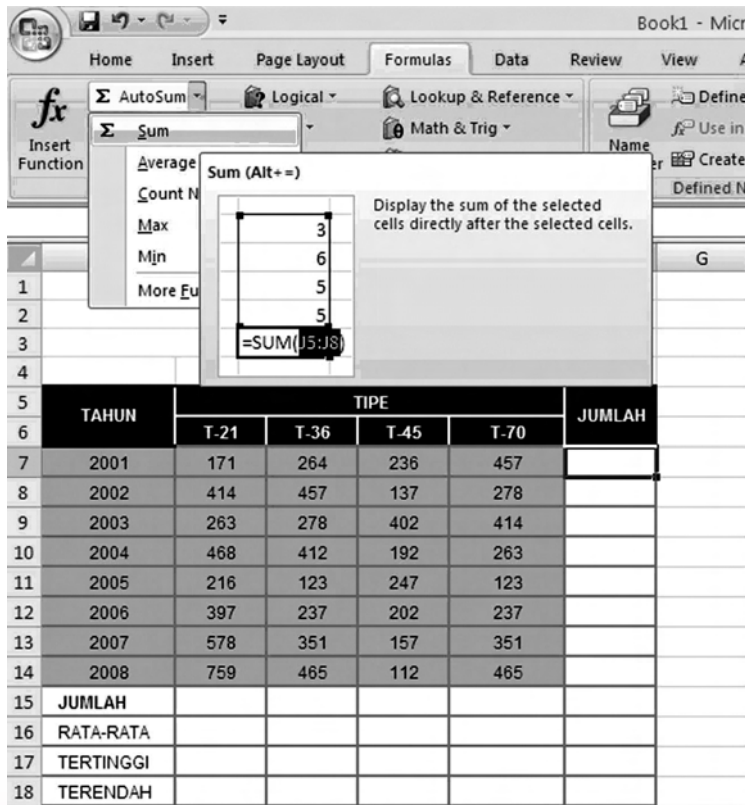 Book1 - Micr
Home Insert Page Layout Formulas Data Review View
Σ AutoSum Logical Lookup & Reference Define
fx Insert Function
Σ Sum Math & Trig Name Use in
Average
Count N
Max
Min
More Fu
Create
Defined N
Sum (Alt+=)
Display the sum of the selected
cells directly after the selected cells.
3
6
5
5
=SUM(J5:J8)
G
1
2
3
4
5 TAHUN TIPE JUMLAH
6 T-21 T-36 T-45 T-70
7 2001 171 264 236 457
8 2002 414 457 137 278
9 2003 263 278 402 414
10 2004 468 412 192 263
11 2005 216 123 247 123
12 2006 397 237 202 237
13 2007 578 351 157 351
14 2008 759 465 112 465
15 JUMLAH
16 RATA-RATA
17 TERTINGGI
18 TERENDAH